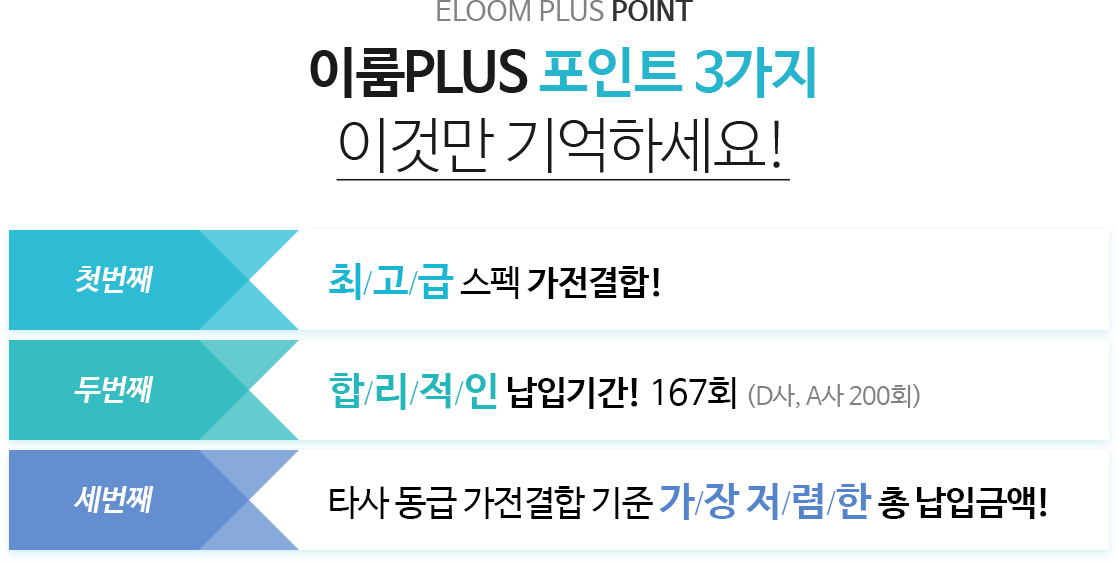 ELOOM PLUS POINT
이룸PLUS 포인트 3가지
이것만 기억하세요!
첫번째
최/고/급 스펙 가전결합!
두번째
합/리/적/인 납입기간! 167회 (D사, A사 200회)
세번째
타사 동급 가전결합 기준 가/장 저/렴/한 총 납입금액!